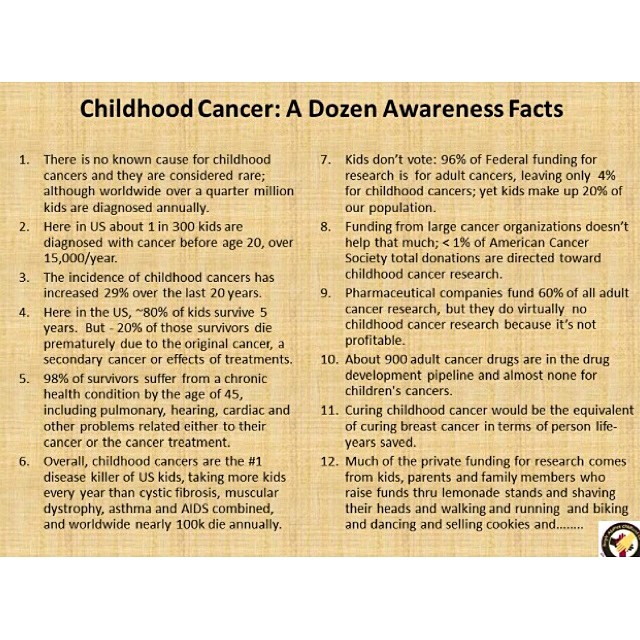 Childhood Cancer: A Dozen Awareness Facts
1. There is no known cause for childhood
cancers and they are considered rare;
although worldwide over a quarter million
kids are diagnosed annually.
2. Here in US about 1 in 300 kids are
diagnosed with cancer before age 20, over
15,000/year.
3. The incidence of childhood cancers has
increased 29% over the last 20 years.
4. Here in the US, ~80% of kids survive 5
years. But - 20% of those survivors die
prematurely due to the original cancer, a
secondary cancer or effects of treatments.
5. 98% of survivors suffer from a chronic
health condition by the age of 45,
including pulmonary, hearing, cardiac and
other problems related either to their
cancer or the cancer treatment.
6. Overall, childhood cancers are the #1
disease killer of US kids, taking more kids
every year than cystic fibrosis, muscular
dystrophy, asthma and AIDS combined,
and worldwide nearly 100k die annually.
7. Kids don't vote: 96% of Federal funding for
research is for adult cancers, leaving only 4%
for childhood cancers; yet kids make up 20% of
our population.
8. Funding from large cancer organizations doesn't
help that much; < 1% of American Cancer
Society total donations are directed toward
childhood cancer research.
9. Pharmaceutical companies fund 60% of all adult
cancer research, but they do virtually no
childhood cancer research because it's not
profitable.
10. About 900 adult cancer drugs are in the drug
development pipeline and almost none for
children's cancers.
11. Curing childhood cancer would be the equivalent
of curing breast cancer in terms of person life-
years saved.
12. Much of the private funding for research comes
from kids, parents and family members who
raise funds thru lemonade stands and shaving
their heads and walking and running and biking
and dancing and selling cookies and........